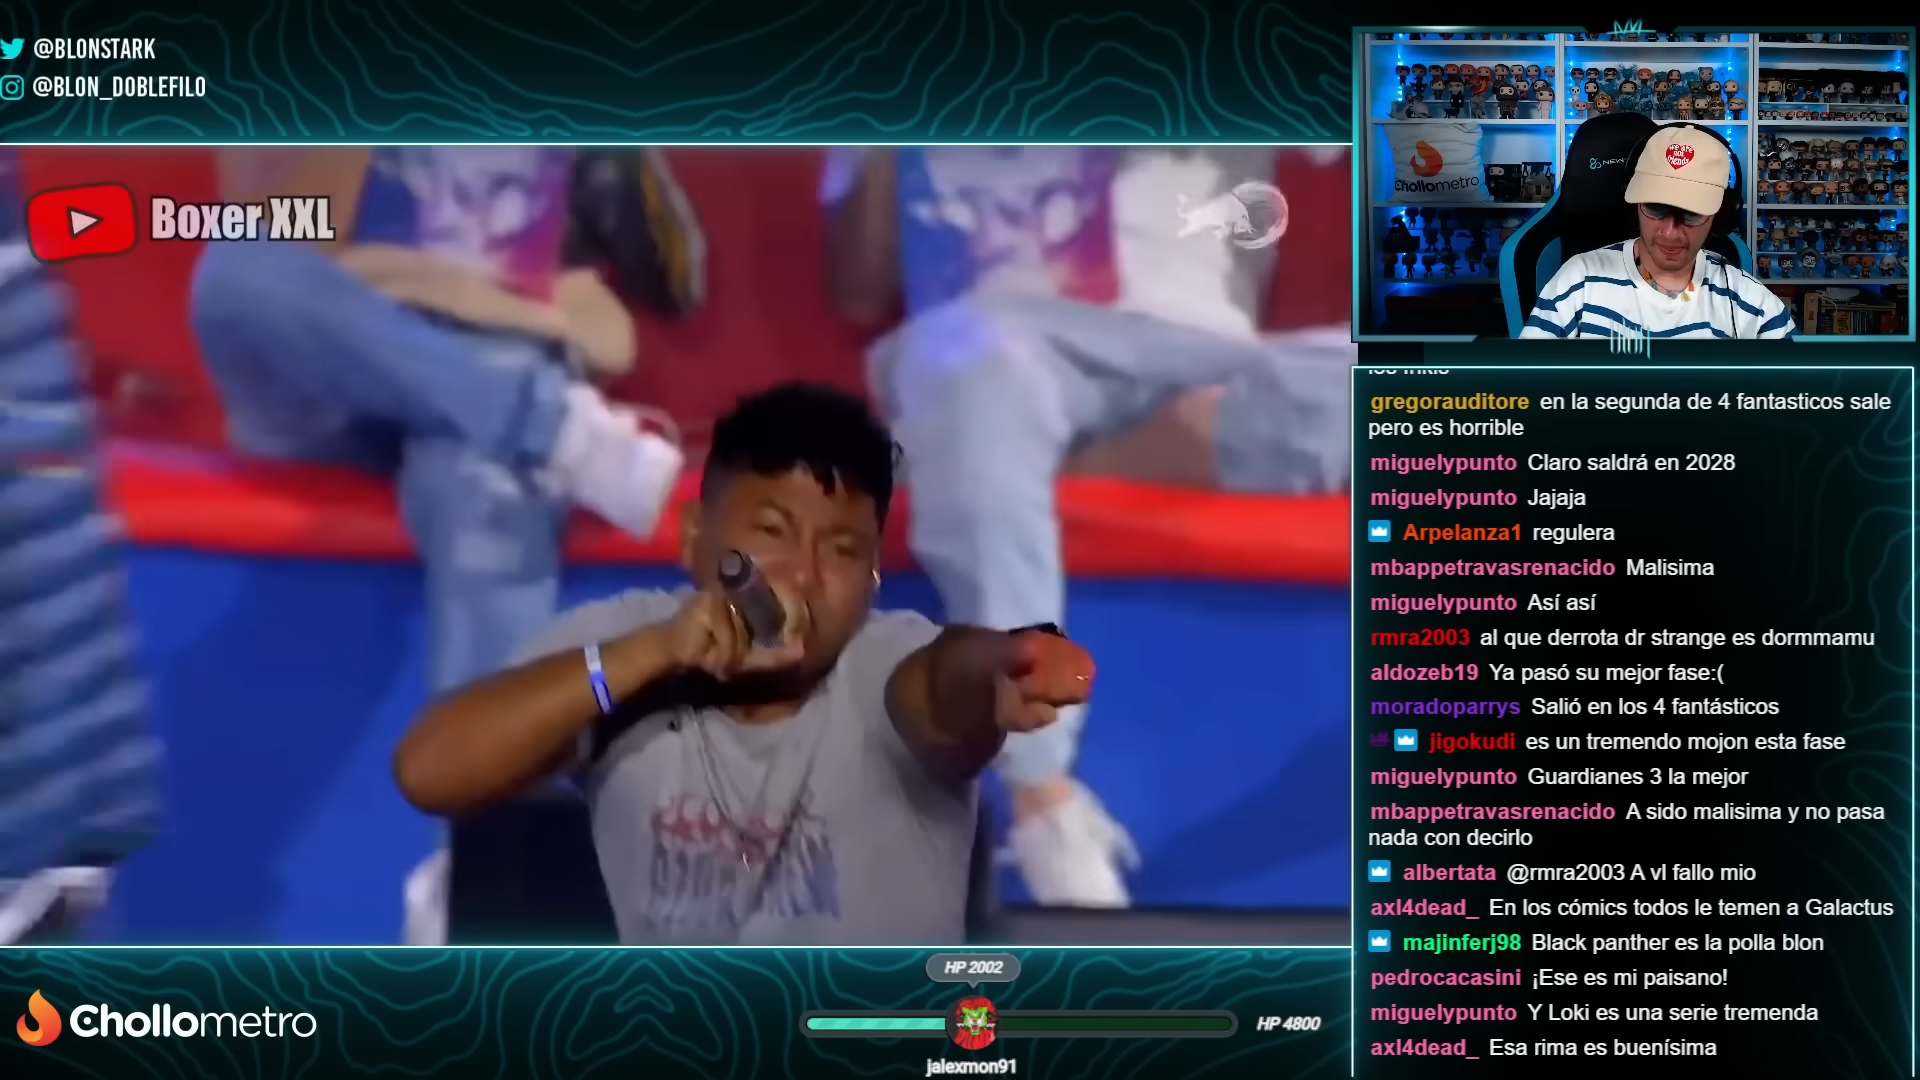 @BLONSTARK
@BLON_DOBLEFILO
Boxer XXL
we are
not
friends
Chollometro
gregorauditore en la segunda de 4 fantasticos sale
pero es horrible
miguelypunto Claro saldrá en 2028
miguelypunto Jajaja
Arpelanza1 regulera
mbappetravasrenacido Malisima
miguelypunto Así así
rmra2003 al que derrota dr strange es dormmamu
aldozeb19 Ya pasó su mejor fase:(
moradoparrys Salió en los 4 fantásticos
jigokudi es un tremendo mojon esta fase
miguelypunto Guardianes 3 la mejor
mbappetravasrenacido A sido malisima y no pasa
nada con decirlo
albertata @rmra2003 A vl fallo mio
axl4dead_ En los cómics todos le temen a Galactus
majinferj98 Black panther es la polla blon
pedrocacasini ¡Ese es mi paisano!
miguelypunto Y Loki es una serie tremenda
axl4dead_ Esa rima es buenísima
HP 2002
HP 4800
jalexmon91
Chollometro